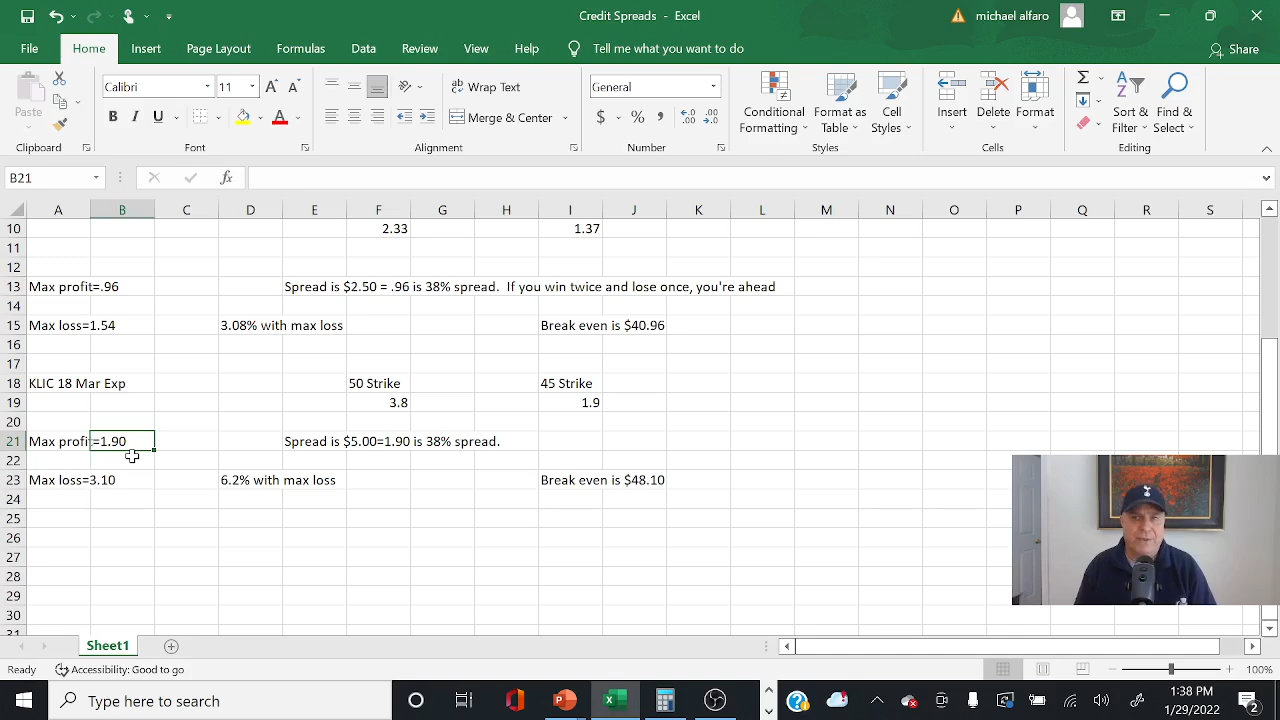 Credit Spreads - Excel
michael alfaro
File Home Insert Page Layout Formulas Data Review View Help Tell me what you want to do Share
Paste
Calibri 11
B I U
Wrap Text
Merge & Center
General
$ % ,
Conditional Formatting
Format as Table
Cell Styles
Insert Delete Format
Sort & Filter
Find & Select
Clipboard Font Alignment Number Styles Cells Editing
B21 fx
A B C D E F G H I J K L M N O P Q R S
10 2.33 1.37
11
12
13 Max profit=.96 Spread is $2.50 = .96 is 38% spread. If you win twice and lose once, you're ahead
14
15 Max loss=1.54 3.08% with max loss Break even is $40.96
16
17
18 KLIC 18 Mar Exp 50 Strike 45 Strike
19 3.8 1.9
20
21 Max profit=1.90 Spread is $5.00=1.90 is 38% spread.
22
23 Max loss=3.10 6.2% with max loss Break even is $48.10
24
25
26
27
28
29
30
31
Sheet1
Ready Accessibility: Good to go 100%
Type here to search
1:38 PM
1/29/2022
2